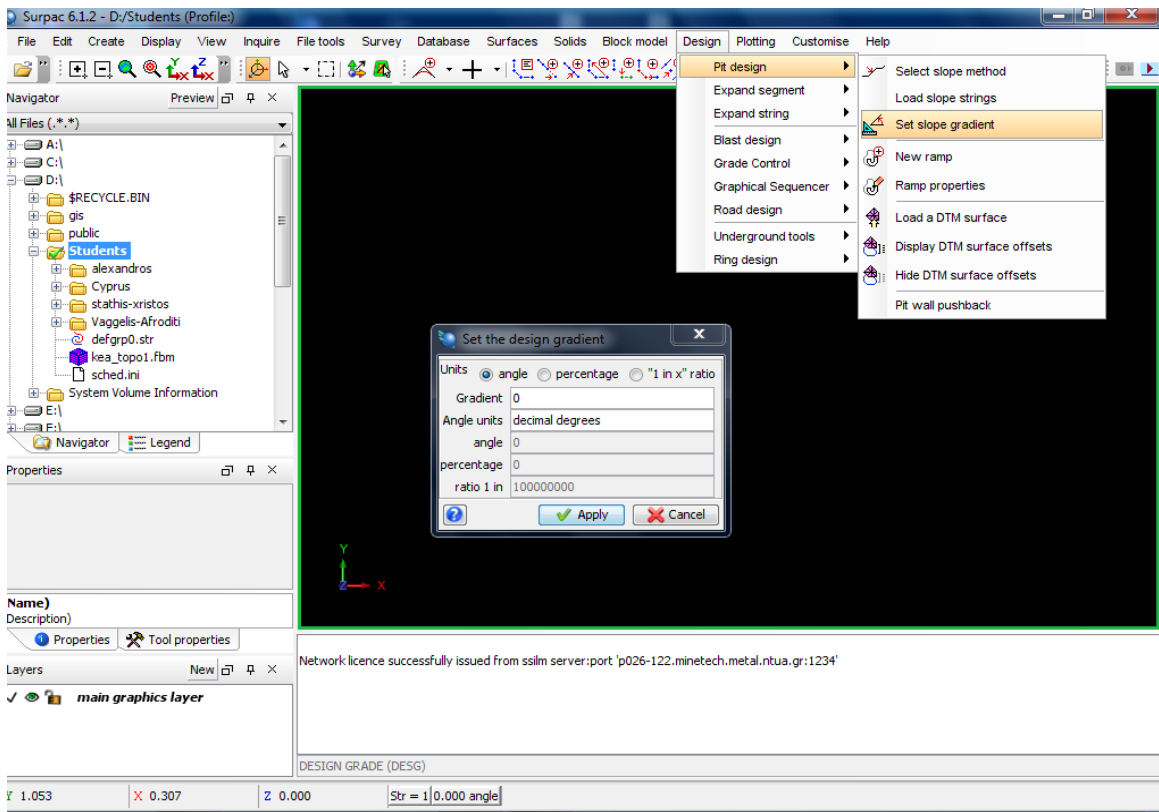 Surpac 6.1.2 - D:/Students (Profile:)
File Edit Create Display View Inquire File tools Survey Database Surfaces Solids Block model Design Plotting Customise Help
Navigator Preview
All Files (.*.*)
A:\
C:\
D:\
$RECYCLE.BIN
gis
public
Students
alexandros
Cyprus
stathis-xristos
Vaggelis-Afroditi
defgrp0.str
kea_topo1.fbm
sched.ini
System Volume Information
E:\
F:\
Navigator Legend
Properties
Name)
Description)
Properties Tool properties
Layers New
main graphics layer
Pit design
Expand segment
Expand string
Blast design
Grade Control
Graphical Sequencer
Road design
Underground tools
Ring design
Select slope method
Load slope strings
Set slope gradient
New ramp
Ramp properties
Load a DTM surface
Display DTM surface offsets
Hide DTM surface offsets
Pit wall pushback
Set the design gradient
Units angle percentage "1 in x" ratio
Gradient 0
Angle units decimal degrees
angle 0
percentage 0
ratio 1 in 100000000
Apply Cancel
Y
Z X
Network licence successfully issued from ssilm server:port 'p026-122.minetech.metal.ntua.gr:1234'
DESIGN GRADE (DESG)
Y 1.053 X 0.307 Z 0.000 Str = 1 0.000 angle